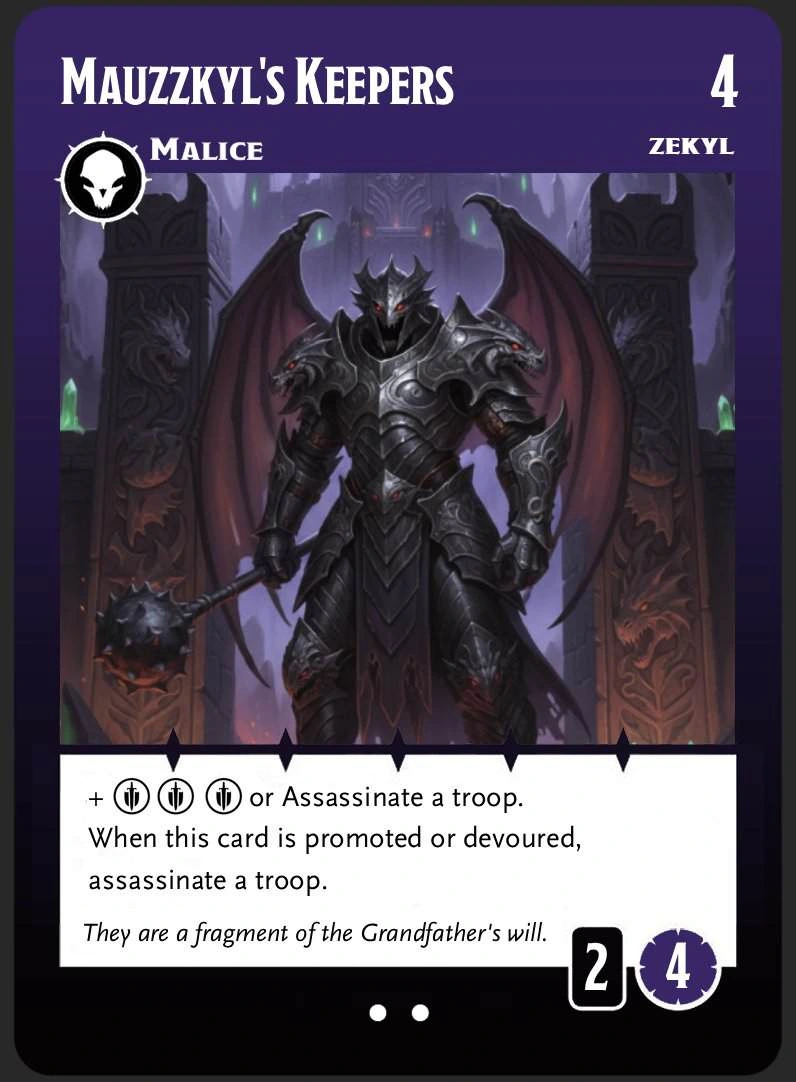 MAUZZKYL'S KEEPERS 4
MALICE ZEKYL
+ or Assassinate a troop.
When this card is promoted or devoured,
assassinate a troop.
They are a fragment of the Grandfather's will.
2 4